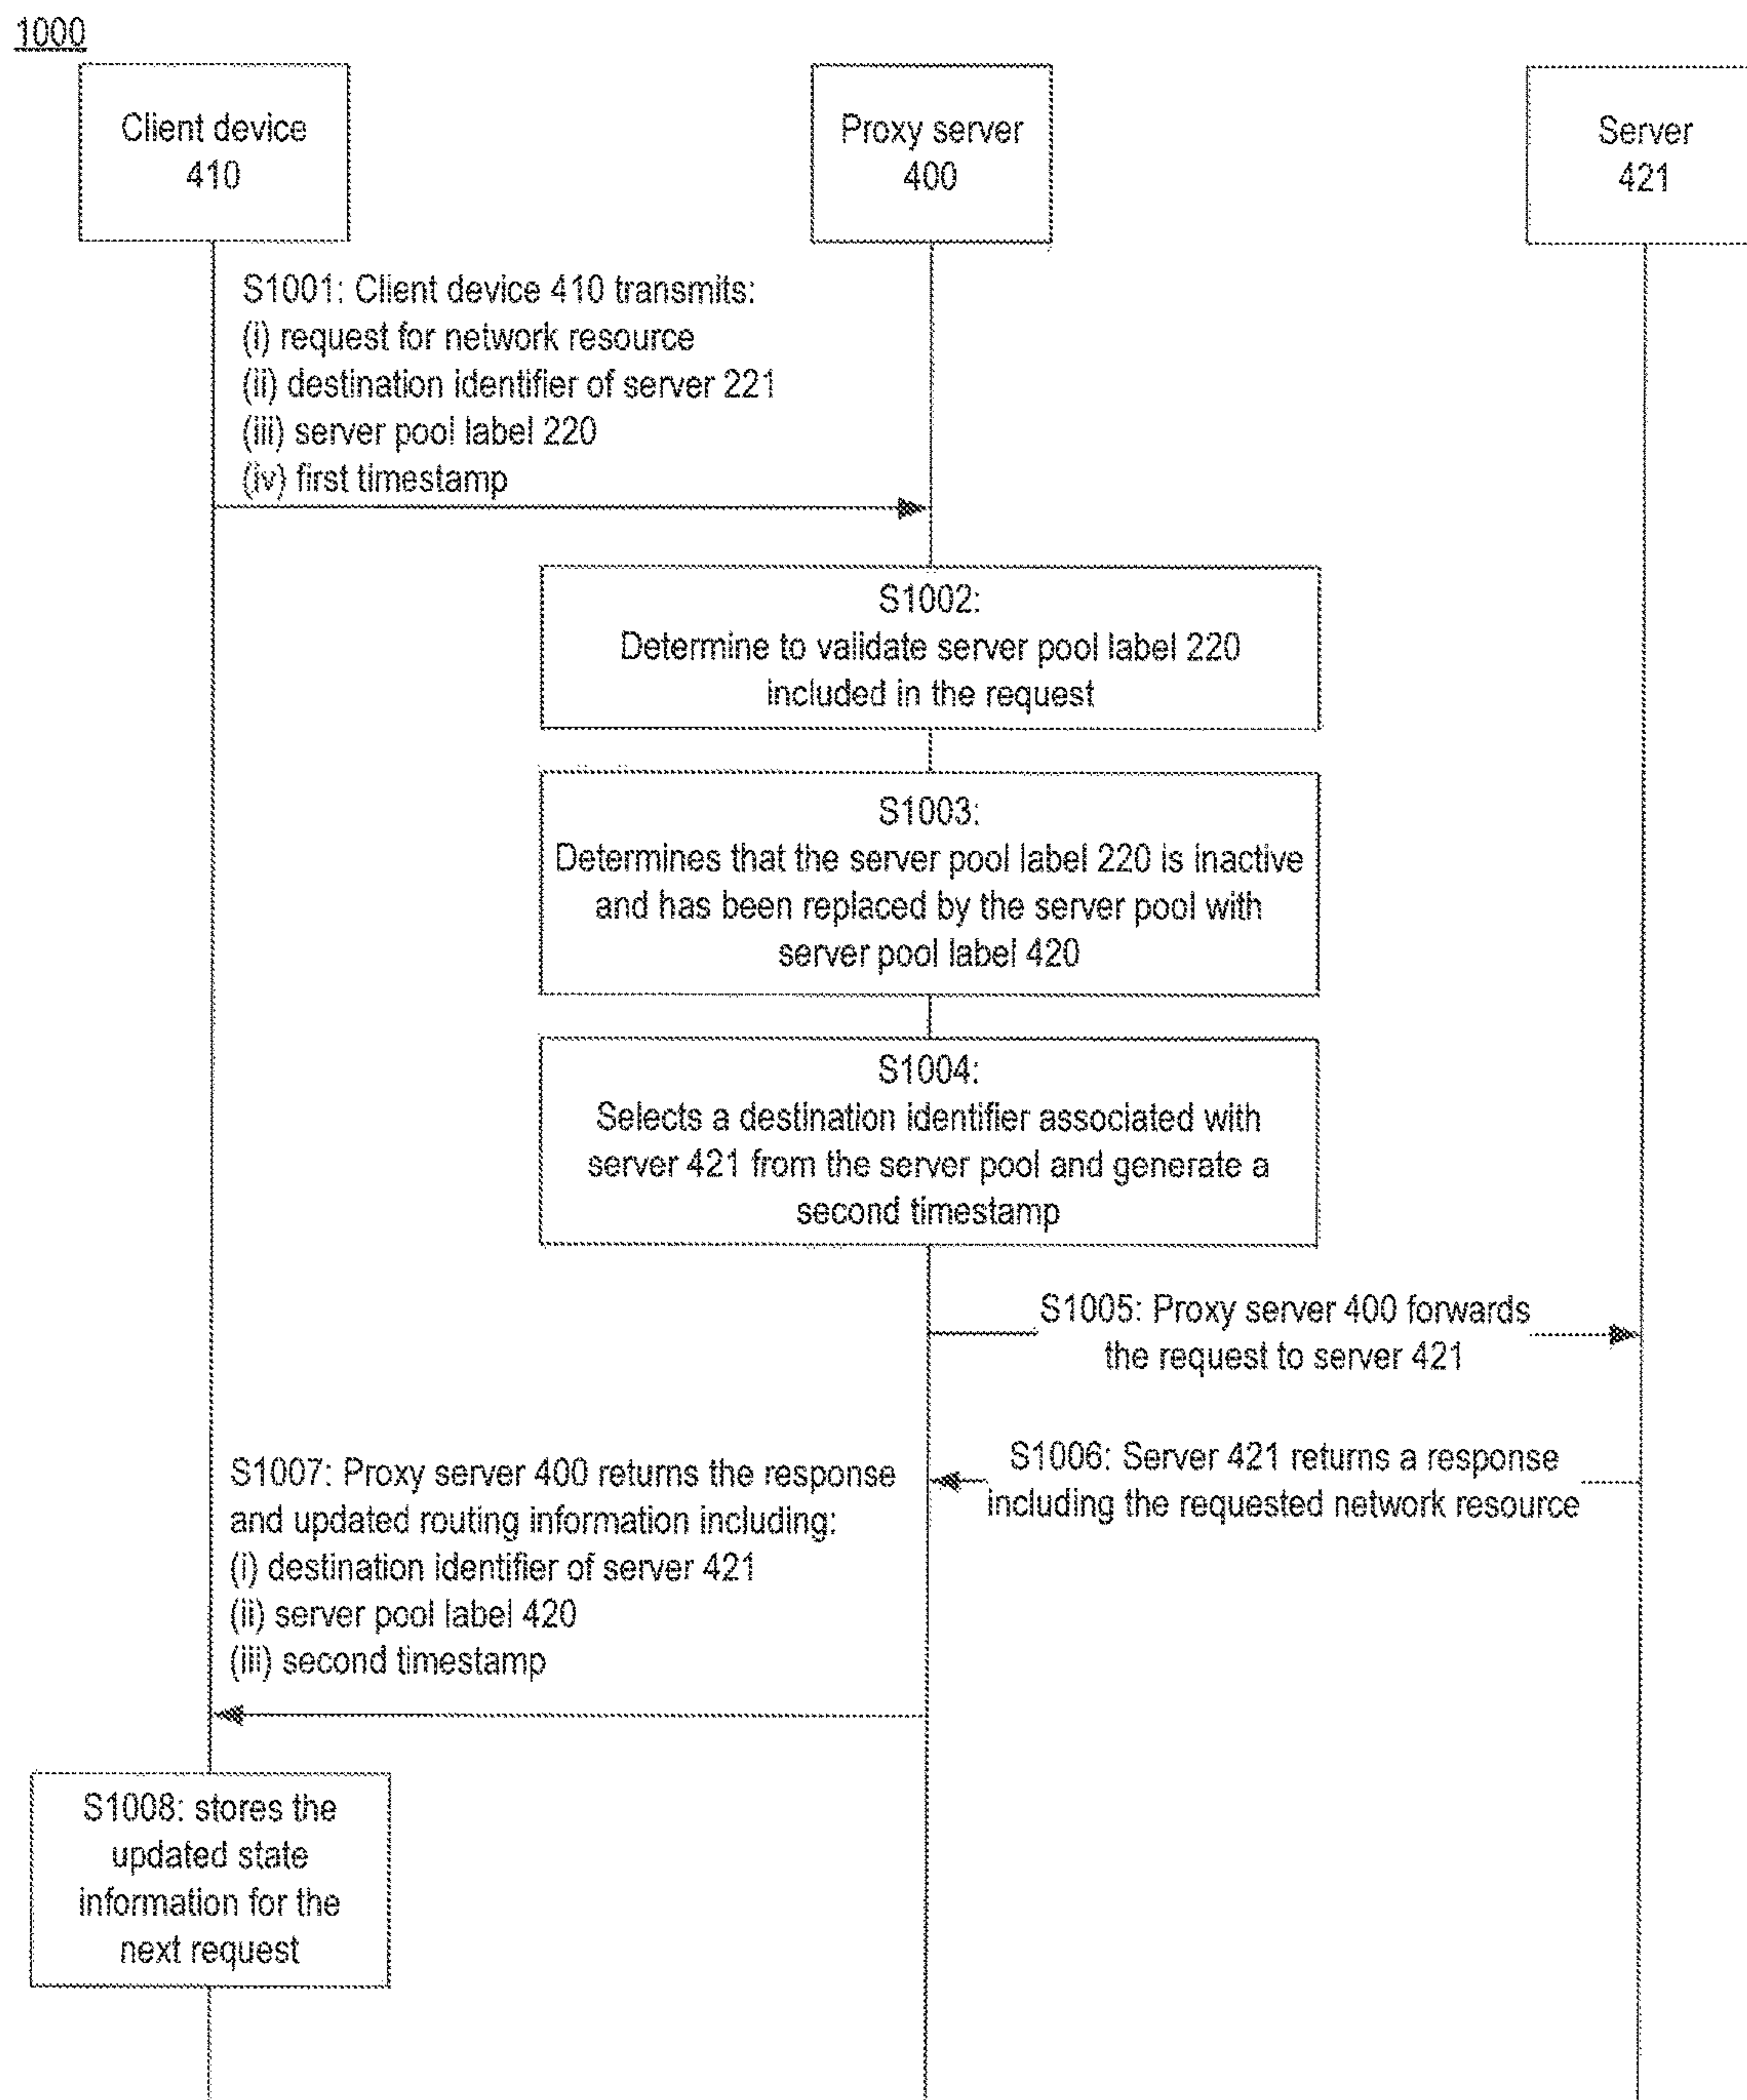 1000
Client device
410
Proxy server
400
Server
421
S1001: Client device 410 transmits:
(i) request for network resource
(ii) destination identifier of server 221
(iii) server pool label 220
(iv) first timestamp
S1002:
Determine to validate server pool label 220
included in the request
S1003:
Determines that the server pool label 220 is inactive
and has been replaced by the server pool with
server pool label 420
S1004:
Selects a destination identifier associated with
server 421 from the server pool and generate a
second timestamp
S1005: Proxy server 400 forwards
the request to server 421
S1006: Server 421 returns a response
including the requested network resource
S1007: Proxy server 400 returns the response
and updated routing information including:
(i) destination identifier of server 421
(ii) server pool label 420
(iii) second timestamp
S1008: stores the
updated state
information for the
next request